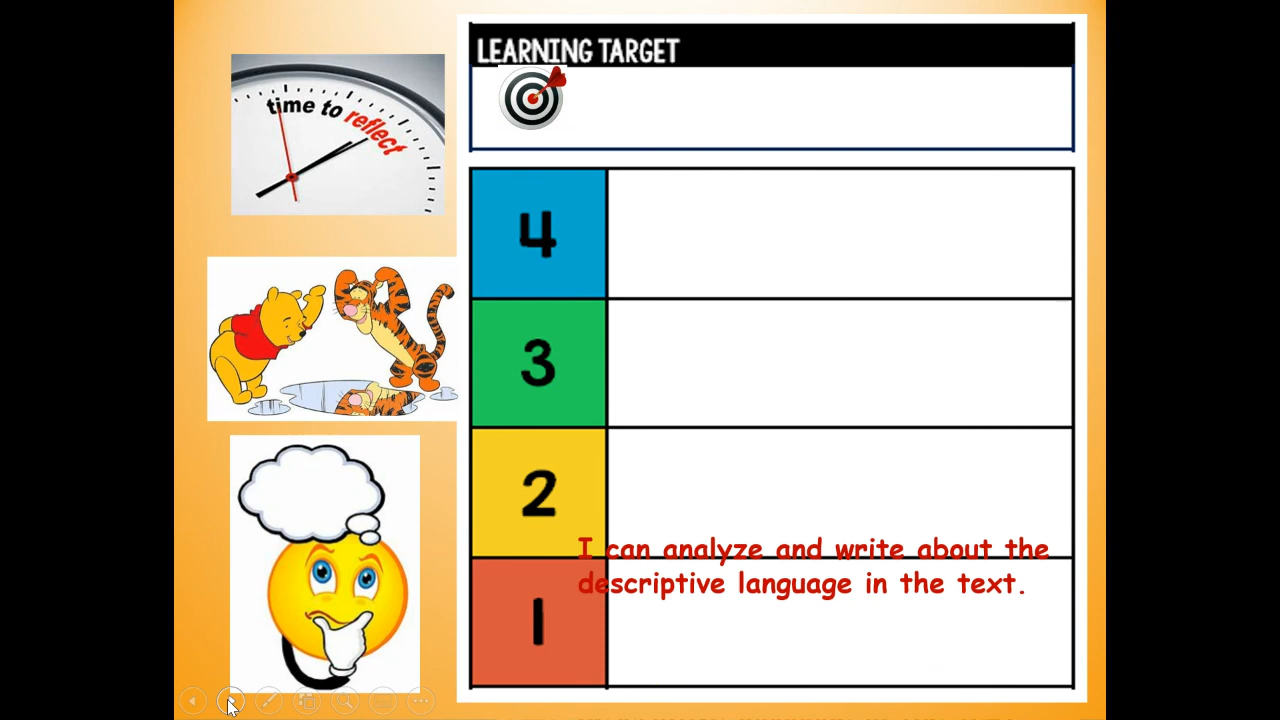 time to reflect
LEARNING TARGET
4
3
2
I can analyze and write about the
descriptive language in the text.
1